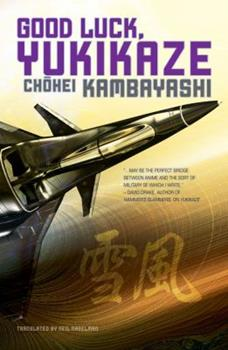 GOOD LUCK,
YUKIKAZE
CHŌHEI KAMBAYASHI
"...MAY BE THE PERFECT BRIDGE
BETWEEN ANIME AND THE SORT OF
MILITARY SF WHICH I WRITE."
—DAVID DRAKE, AUTHOR OF
HAMMER'S SLAMMERS, ON YUKIKAZE
雪風
TRANSLATED BY NEIL NADELMAN